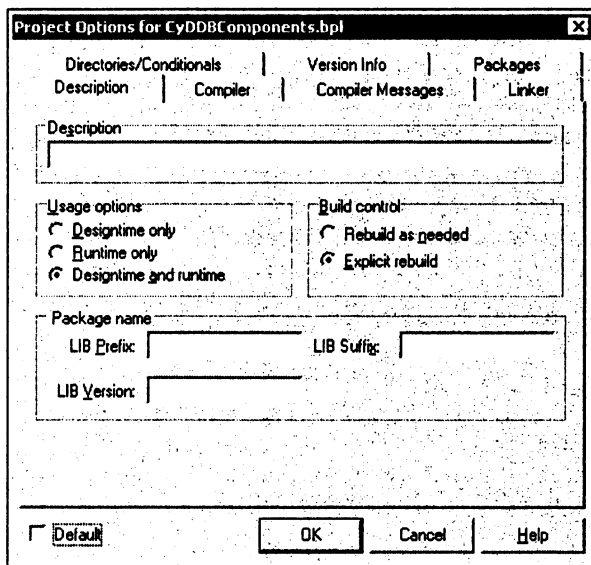 Project Options for CyDDBComponents.bpl
Directories/Conditionals Version Info Packages
Description Compiler Compiler Messages Linker
Description
Usage options
Designtime only
Runtime only
Designtime and runtime
Build control
Rebuild as needed
Explicit rebuild
Package name
LIB Prefix: LIB Suffix:
LIB Version:
Default OK Cancel Help